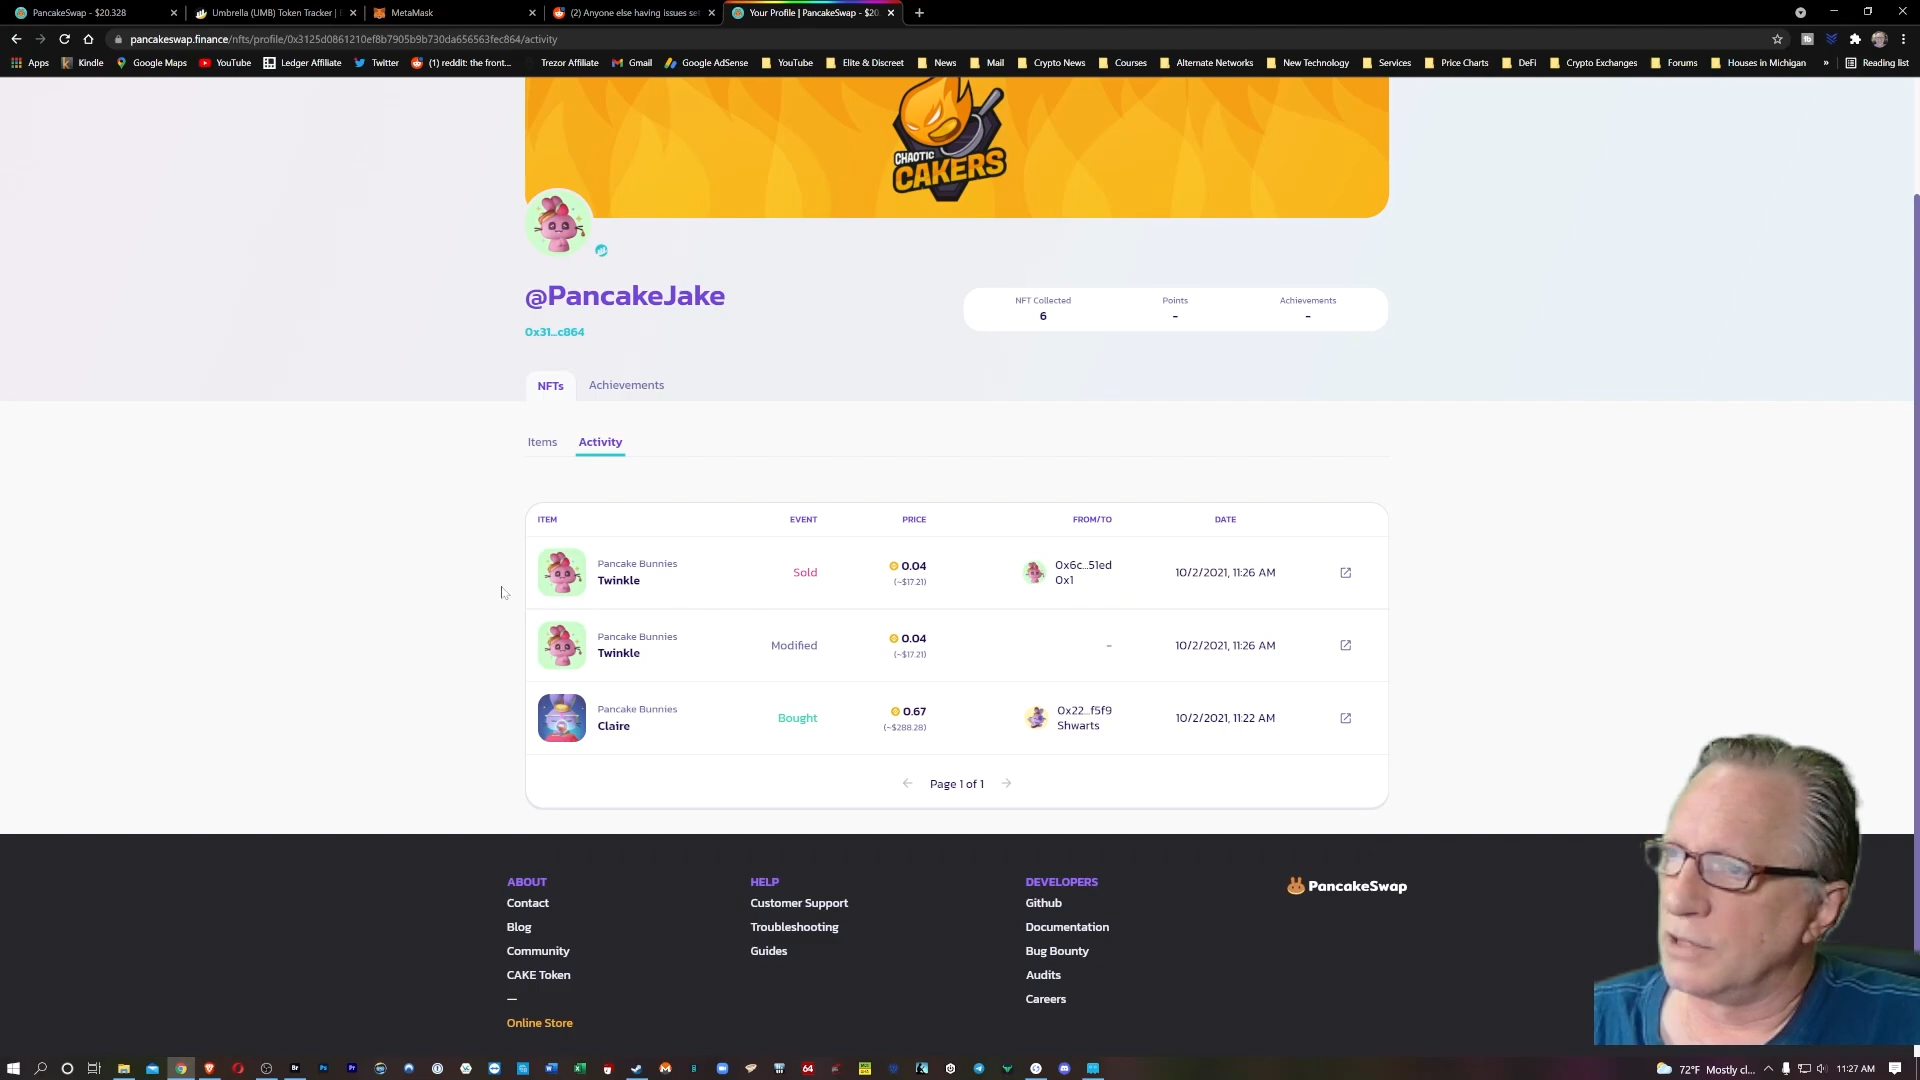 PancakeSwap - $20.328
Umbrella (UMB) Token Tracker |
MetaMask
(2) Anyone else having issues se
Your Profile | PancakeSwap - $20.
pancakeswap.finance/nfts/profile/0x3125d0861210ef8b7905b9b730da656563fec864/activity
Apps
Kindle
Google Maps
YouTube
Ledger Affiliate
Twitter
(1) reddit: the front...
Trezor Affiliate
Gmail
Google AdSense
YouTube
Elite & Discreet
News
Mail
Crypto News
Courses
Alternate Networks
New Technology
Services
Price Charts
DeFi
Crypto Exchanges
Forums
Houses in Michigan
»
Reading list
CHAOTIC
CAKERS
@PancakeJake
0x31...c864
NFT Collected
6
Points
-
Achievements
-
NFTs
Achievements
Items
Activity
ITEM
EVENT
PRICE
FROM/TO
DATE
Pancake Bunnies
Twinkle
Sold
0.04
(~$17.21)
0x6c...51ed
0x1
10/2/2021, 11:26 AM
Pancake Bunnies
Twinkle
Modified
0.04
(~$17.21)
-
10/2/2021, 11:26 AM
Pancake Bunnies
Claire
Bought
0.67
(~$288.28)
0x22...f5f9
Shwarts
10/2/2021, 11:22 AM
Page 1 of 1
ABOUT
Contact
Blog
Community
CAKE Token
—
Online Store
HELP
Customer Support
Troubleshooting
Guides
DEVELOPERS
Github
Documentation
Bug Bounty
Audits
Careers
PancakeSwap
72°F Mostly cl...
11:27 AM